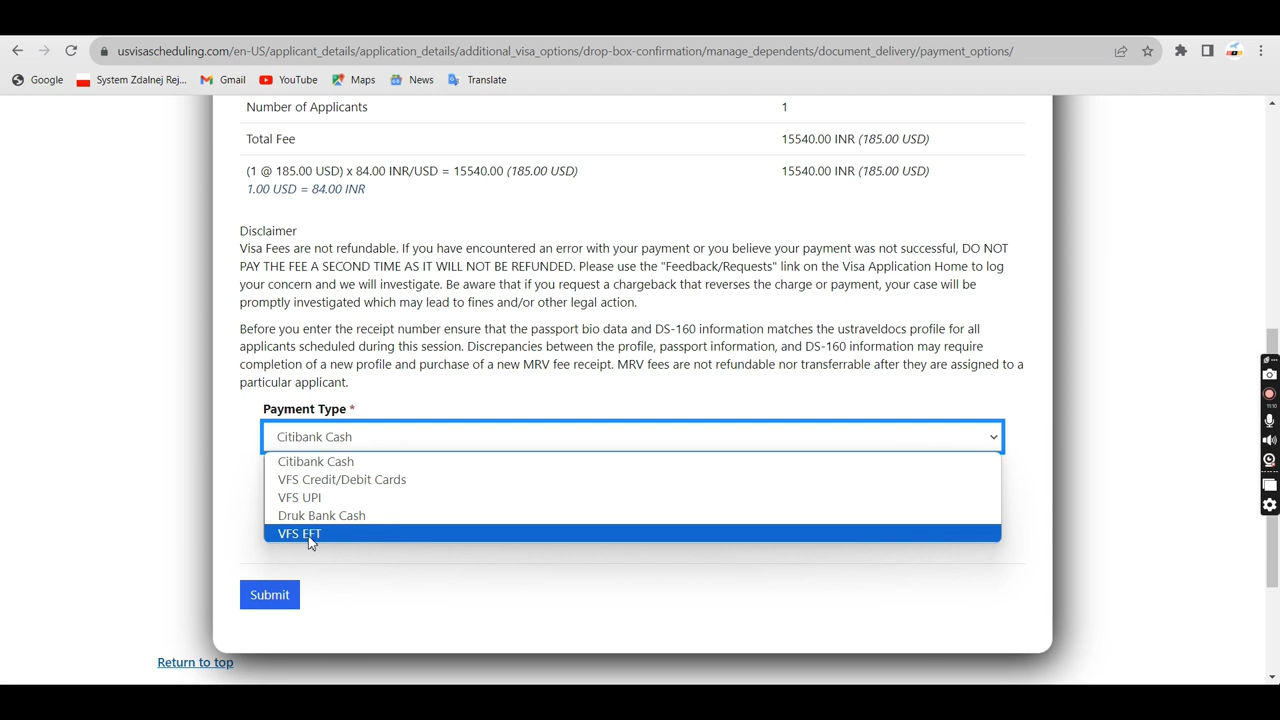 usvisascheduling.com/en-US/applicant_details/application_details/additional_visa_options/drop-box-confirmation/manage_dependents/document_delivery/payment_options/
Google System Zdalnej Rej... Gmail YouTube Maps News Translate
Number of Applicants 1
Total Fee 15540.00 INR (185.00 USD)
(1 @ 185.00 USD) x 84.00 INR/USD = 15540.00 (185.00 USD) 15540.00 INR (185.00 USD)
1.00 USD = 84.00 INR
Disclaimer
Visa Fees are not refundable. If you have encountered an error with your payment or you believe your payment was not successful, DO NOT
PAY THE FEE A SECOND TIME AS IT WILL NOT BE REFUNDED. Please use the "Feedback/Requests" link on the Visa Application Home to log
your concern and we will investigate. Be aware that if you request a chargeback that reverses the charge or payment, your case will be
promptly investigated which may lead to fines and/or other legal action.
Before you enter the receipt number ensure that the passport bio data and DS-160 information matches the ustraveldocs profile for all
applicants scheduled during this session. Discrepancies between the profile, passport information, and DS-160 information may require
completion of a new profile and purchase of a new MRV fee receipt. MRV fees are not refundable nor transferrable after they are assigned to a
particular applicant.
Payment Type *
Citibank Cash
Citibank Cash
VFS Credit/Debit Cards
VFS UPI
Druk Bank Cash
VFS EFT
Submit
Return to top